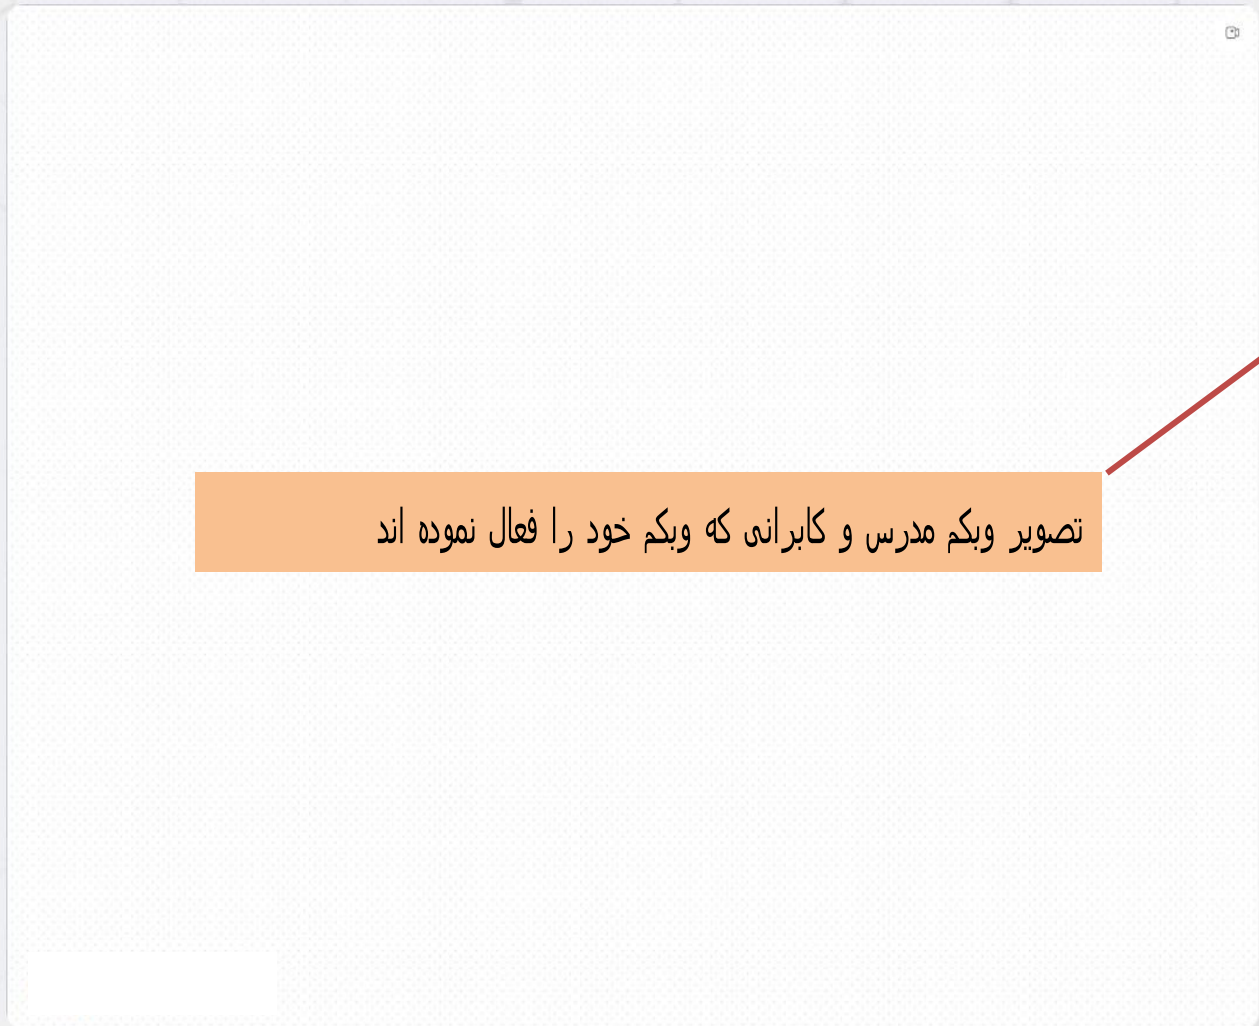 تصویر وبکم مدرس و کابرانی که وبکم خود را فعال نموده اند